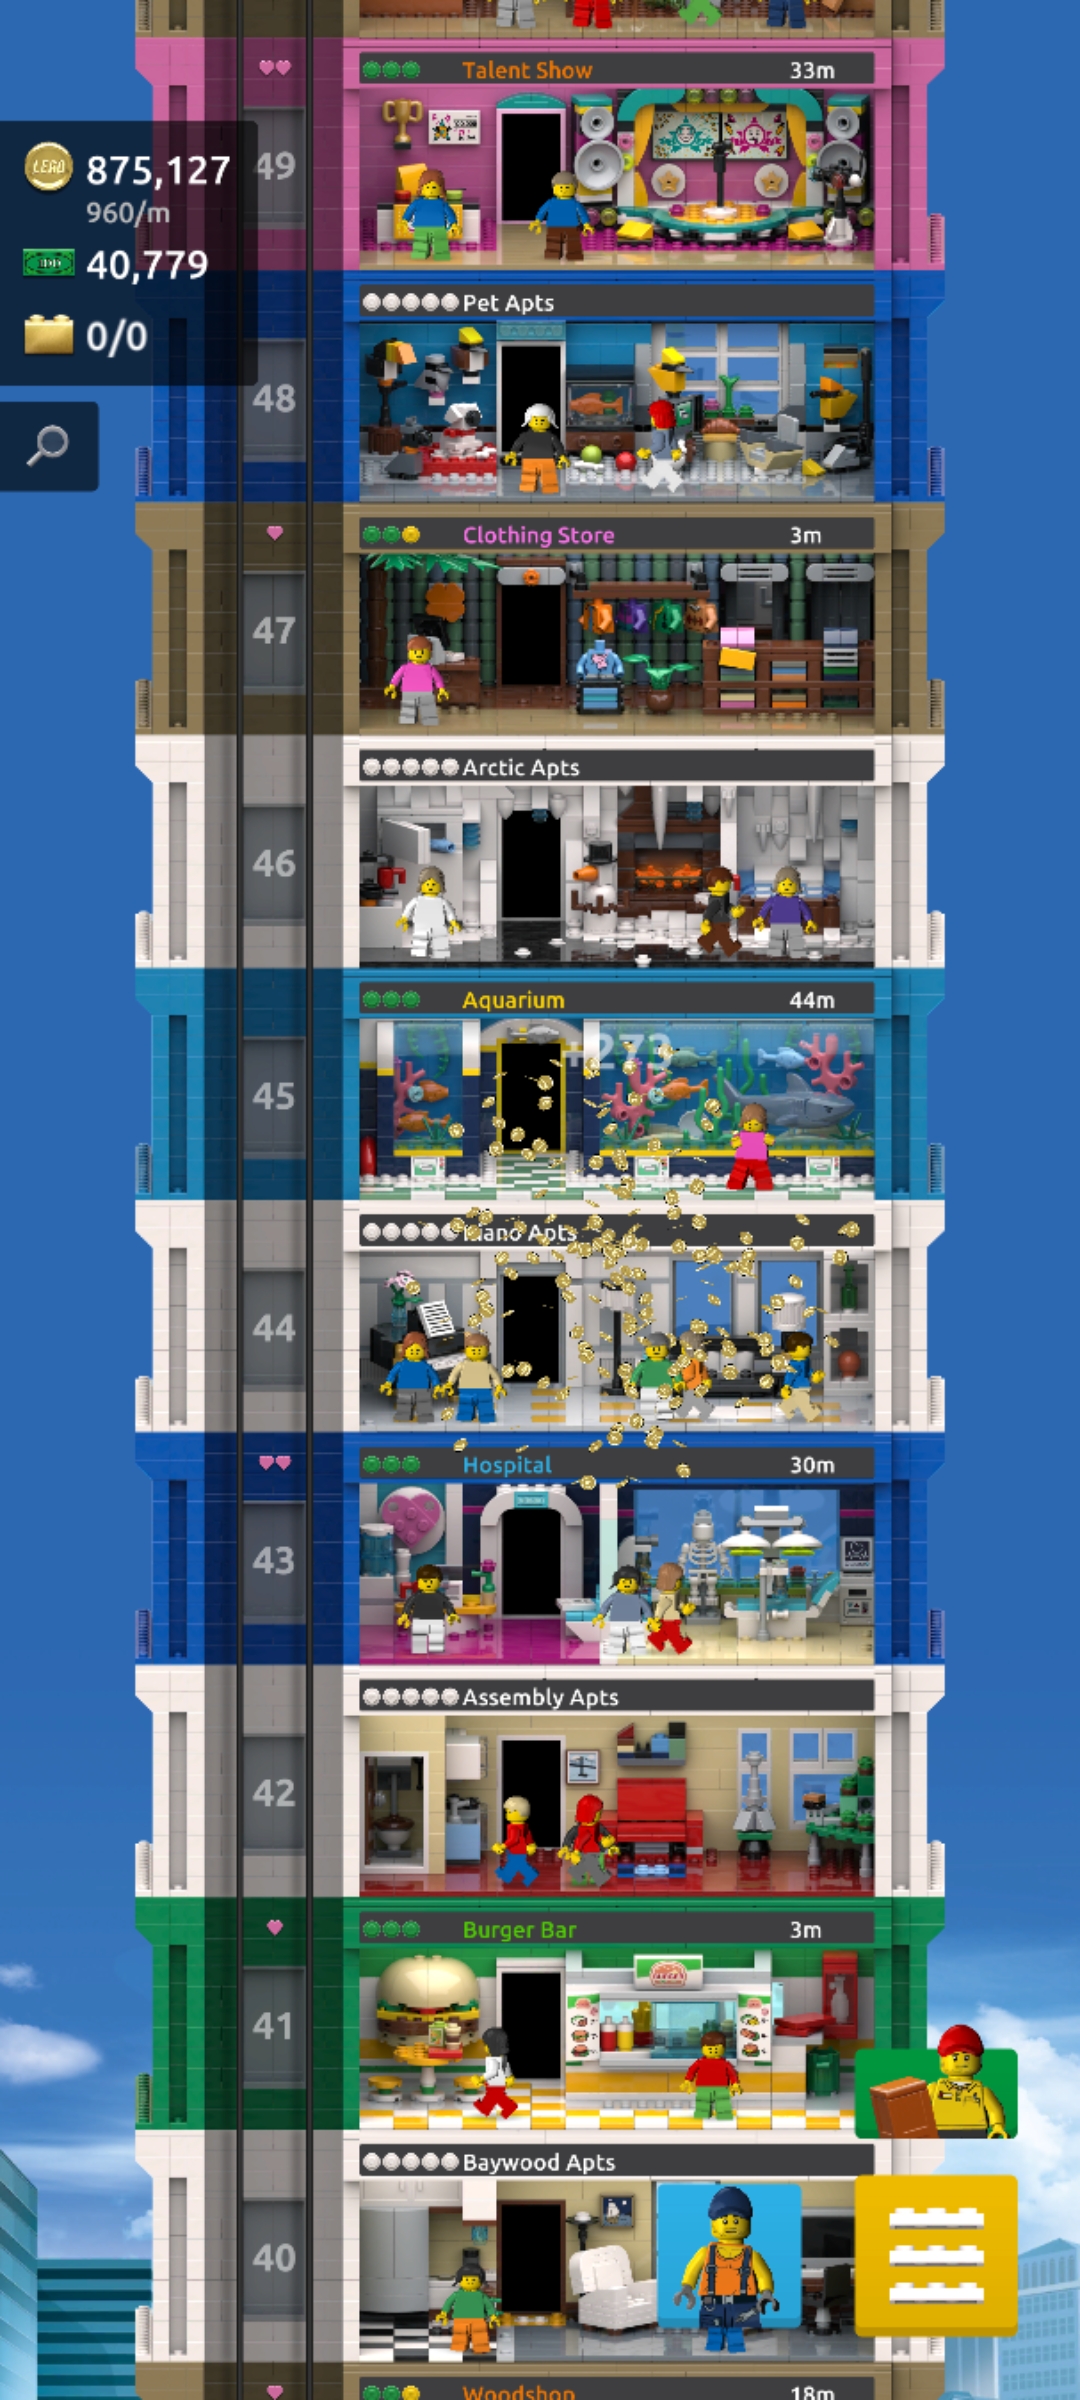 Talent Show 33m
49
875,127
960/m
40,779
0/0
Pet Apts
48
Clothing Store 3m
47
Arctic Apts
46
Aquarium 44m
+273
45
Piano Apts
44
Hospital 30m
43
Assembly Apts
42
Burger Bar 3m
41
Baywood Apts
40
Woodshop 18m